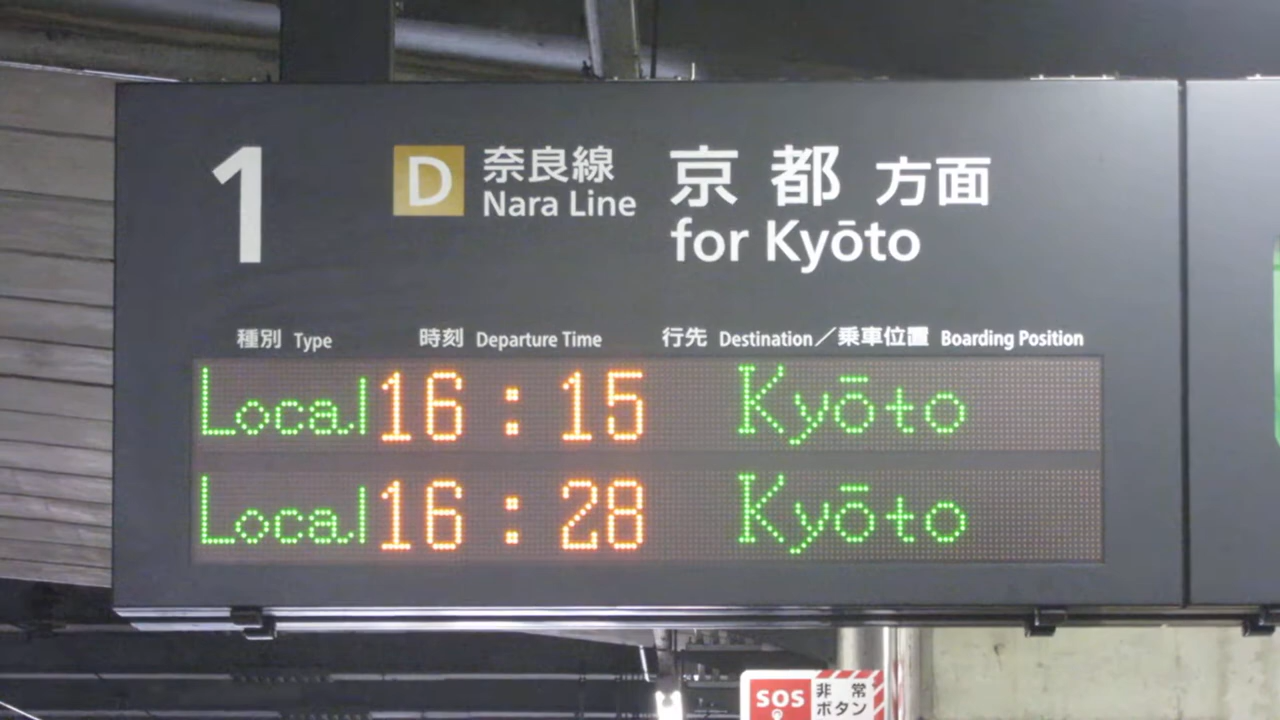 1
D 奈良線 京都 方面
Nara Line for Kyōto
種別 Type 時刻 Departure Time 行先 Destination／乗車位置 Boarding Position
Local 16:15 Kyōto
Local 16:28 Kyōto
SOS 非常
ボタン